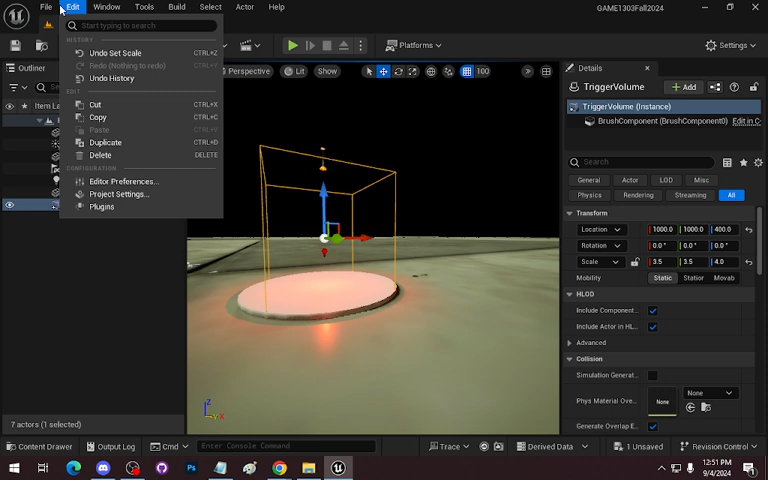 File Edit Window Tools Build Select Actor Help
GAME1303Fall2024
Start typing to search
Platforms
Settings
HISTORY
Undo Set Scale CTRL+Z
Redo (Nothing to redo) CTRL+Y
Undo History
EDIT
Cut CTRL+X
Copy CTRL+C
Paste
Duplicate CTRL+D
Delete DELETE
CONFIGURATION
Editor Preferences...
Project Settings...
Plugins
Outliner
Item La
7 actors (1 selected)
Perspective Lit Show 100
Z
X
Details
TriggerVolume Add
TriggerVolume (Instance)
BrushComponent (BrushComponent0) Edit in C
Search
General Actor LOD Misc
Physics Rendering Streaming All
Transform
Location 1000.0 1000.0 400.0
Rotation 0.0° 0.0° 0.0°
Scale 3.5 3.5 4.0
Mobility Static Station Movab
HLOD
Include Component...
Include Actor in HL...
Advanced
Collision
Simulation Generat...
Phys Material Ove... None None
Generate Overlap E...
Content Drawer Output Log Cmd Enter Console Command Trace Derived Data 1 Unsaved Revision Control
12:51 PM
9/4/2024